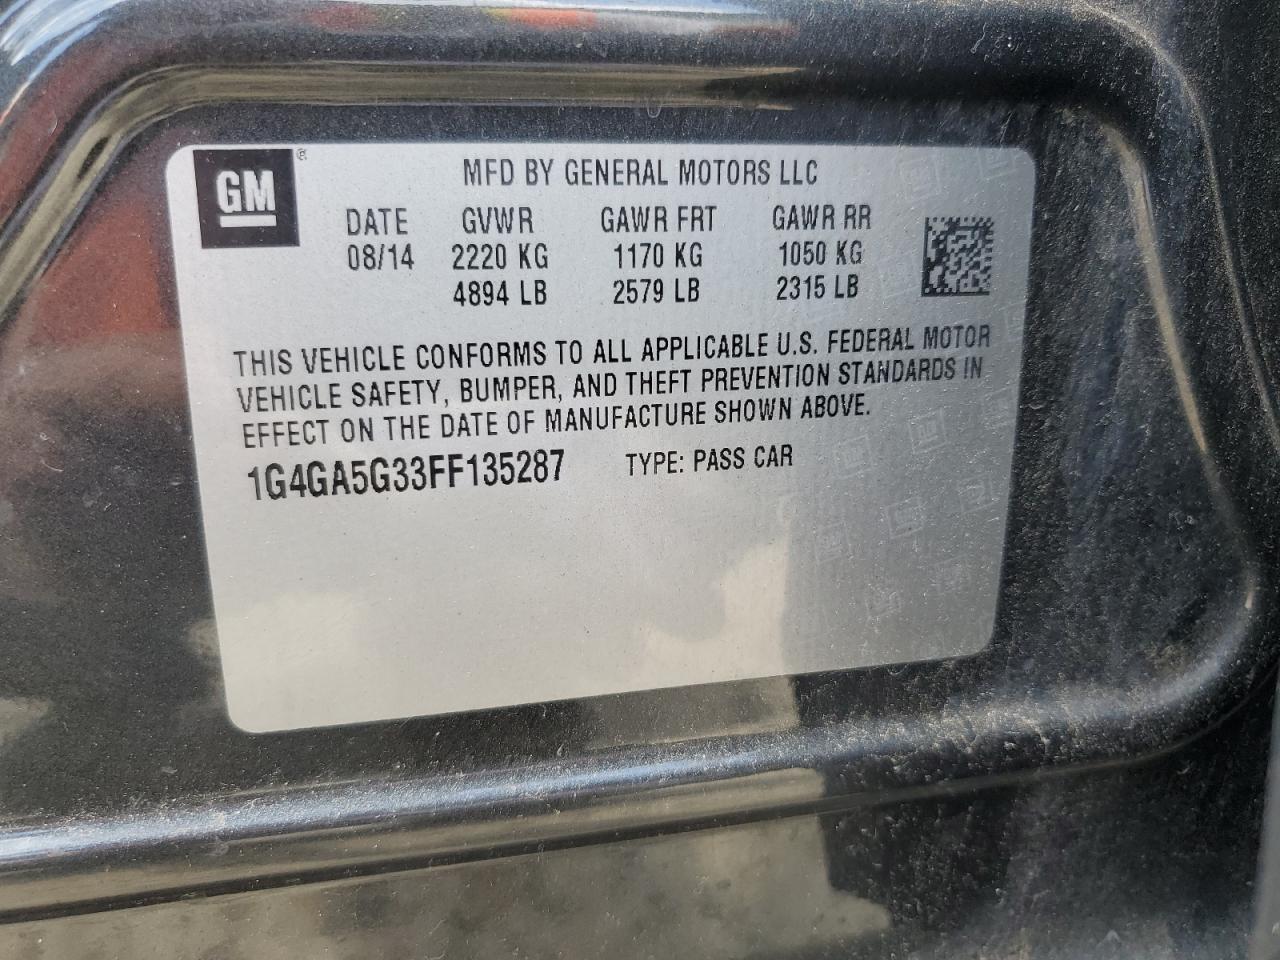 GM ®
MFD BY GENERAL MOTORS LLC
DATE GVWR GAWR FRT GAWR RR
08/14 2220 KG 1170 KG 1050 KG
4894 LB 2579 LB 2315 LB
THIS VEHICLE CONFORMS TO ALL APPLICABLE U.S. FEDERAL MOTOR
VEHICLE SAFETY, BUMPER, AND THEFT PREVENTION STANDARDS IN
EFFECT ON THE DATE OF MANUFACTURE SHOWN ABOVE.
1G4GA5G33FF135287 TYPE: PASS CAR